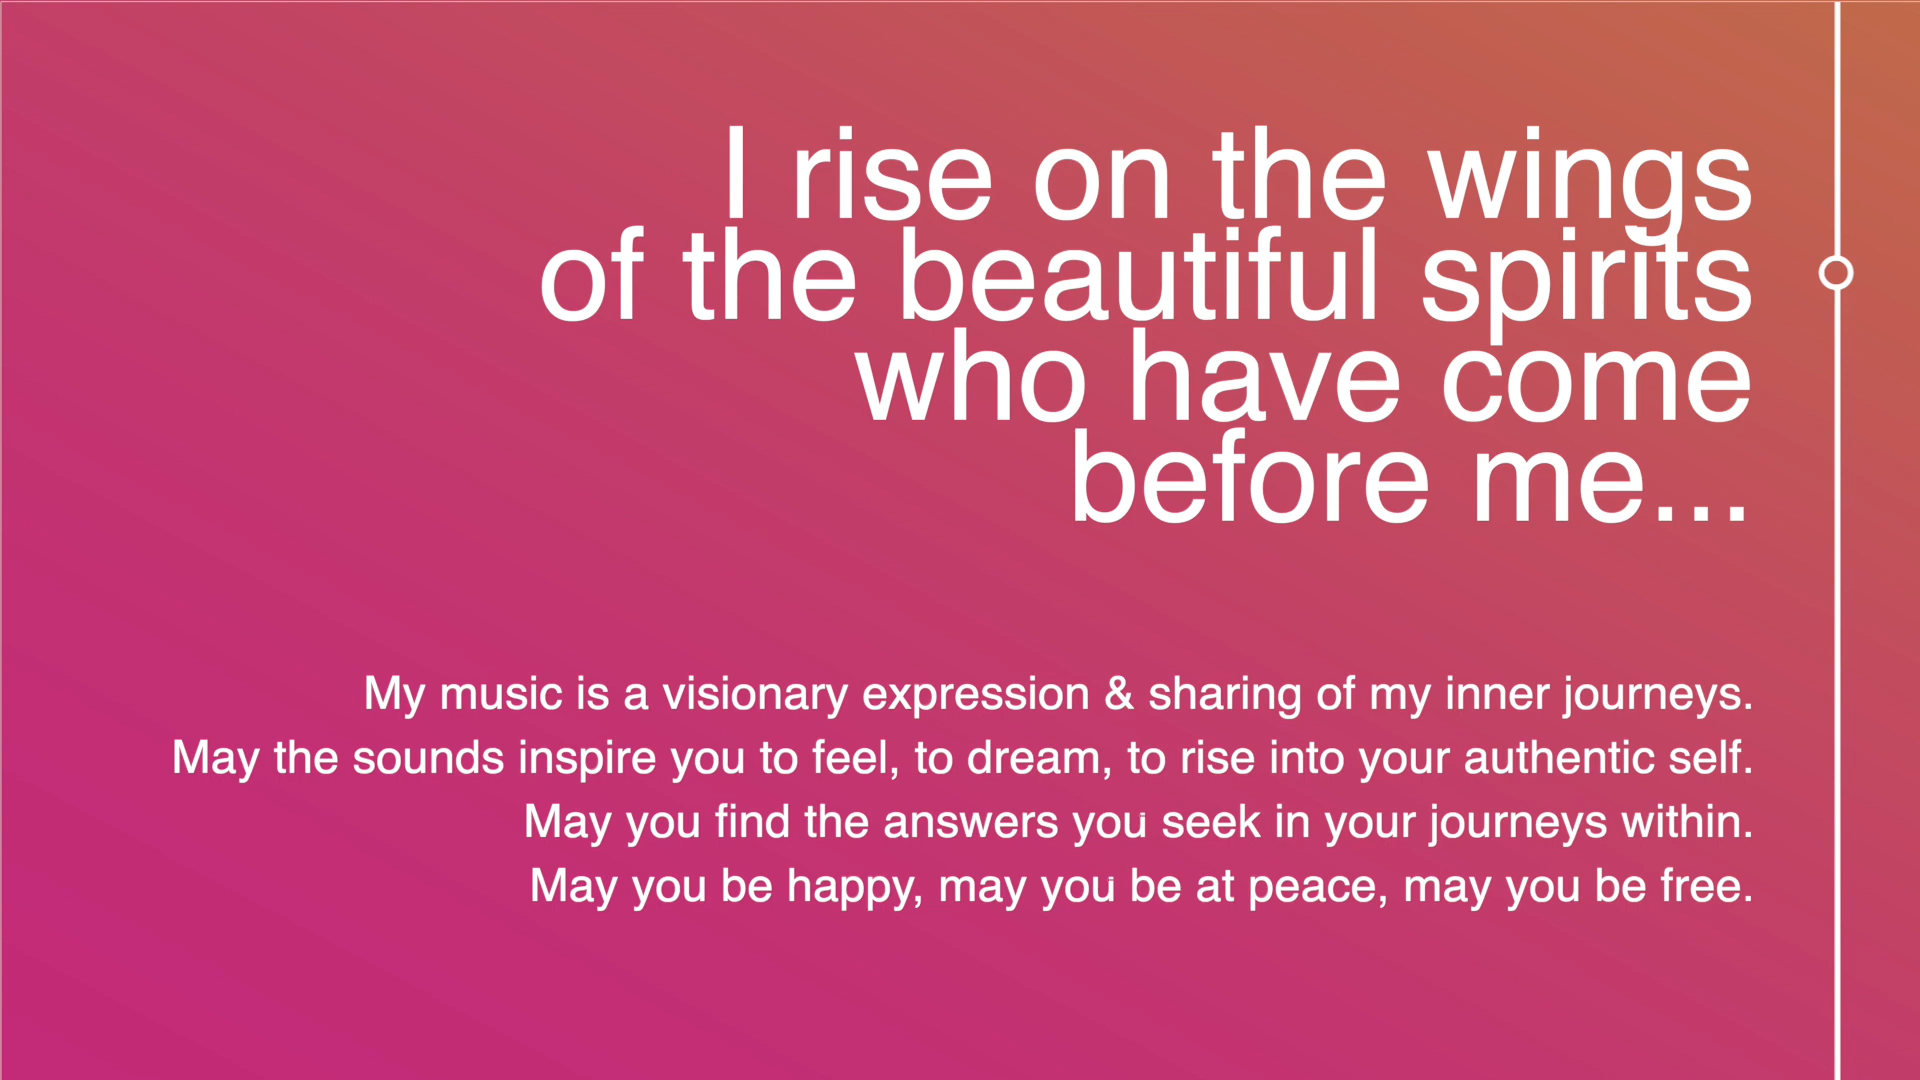 I rise on the wings
of the beautiful spirits
who have come
before me...
My music is a visionary expression & sharing of my inner journeys.
May the sounds inspire you to feel, to dream, to rise into your authentic self.
May you find the answers you seek in your journeys within.
May you be happy, may you be at peace, may you be free.